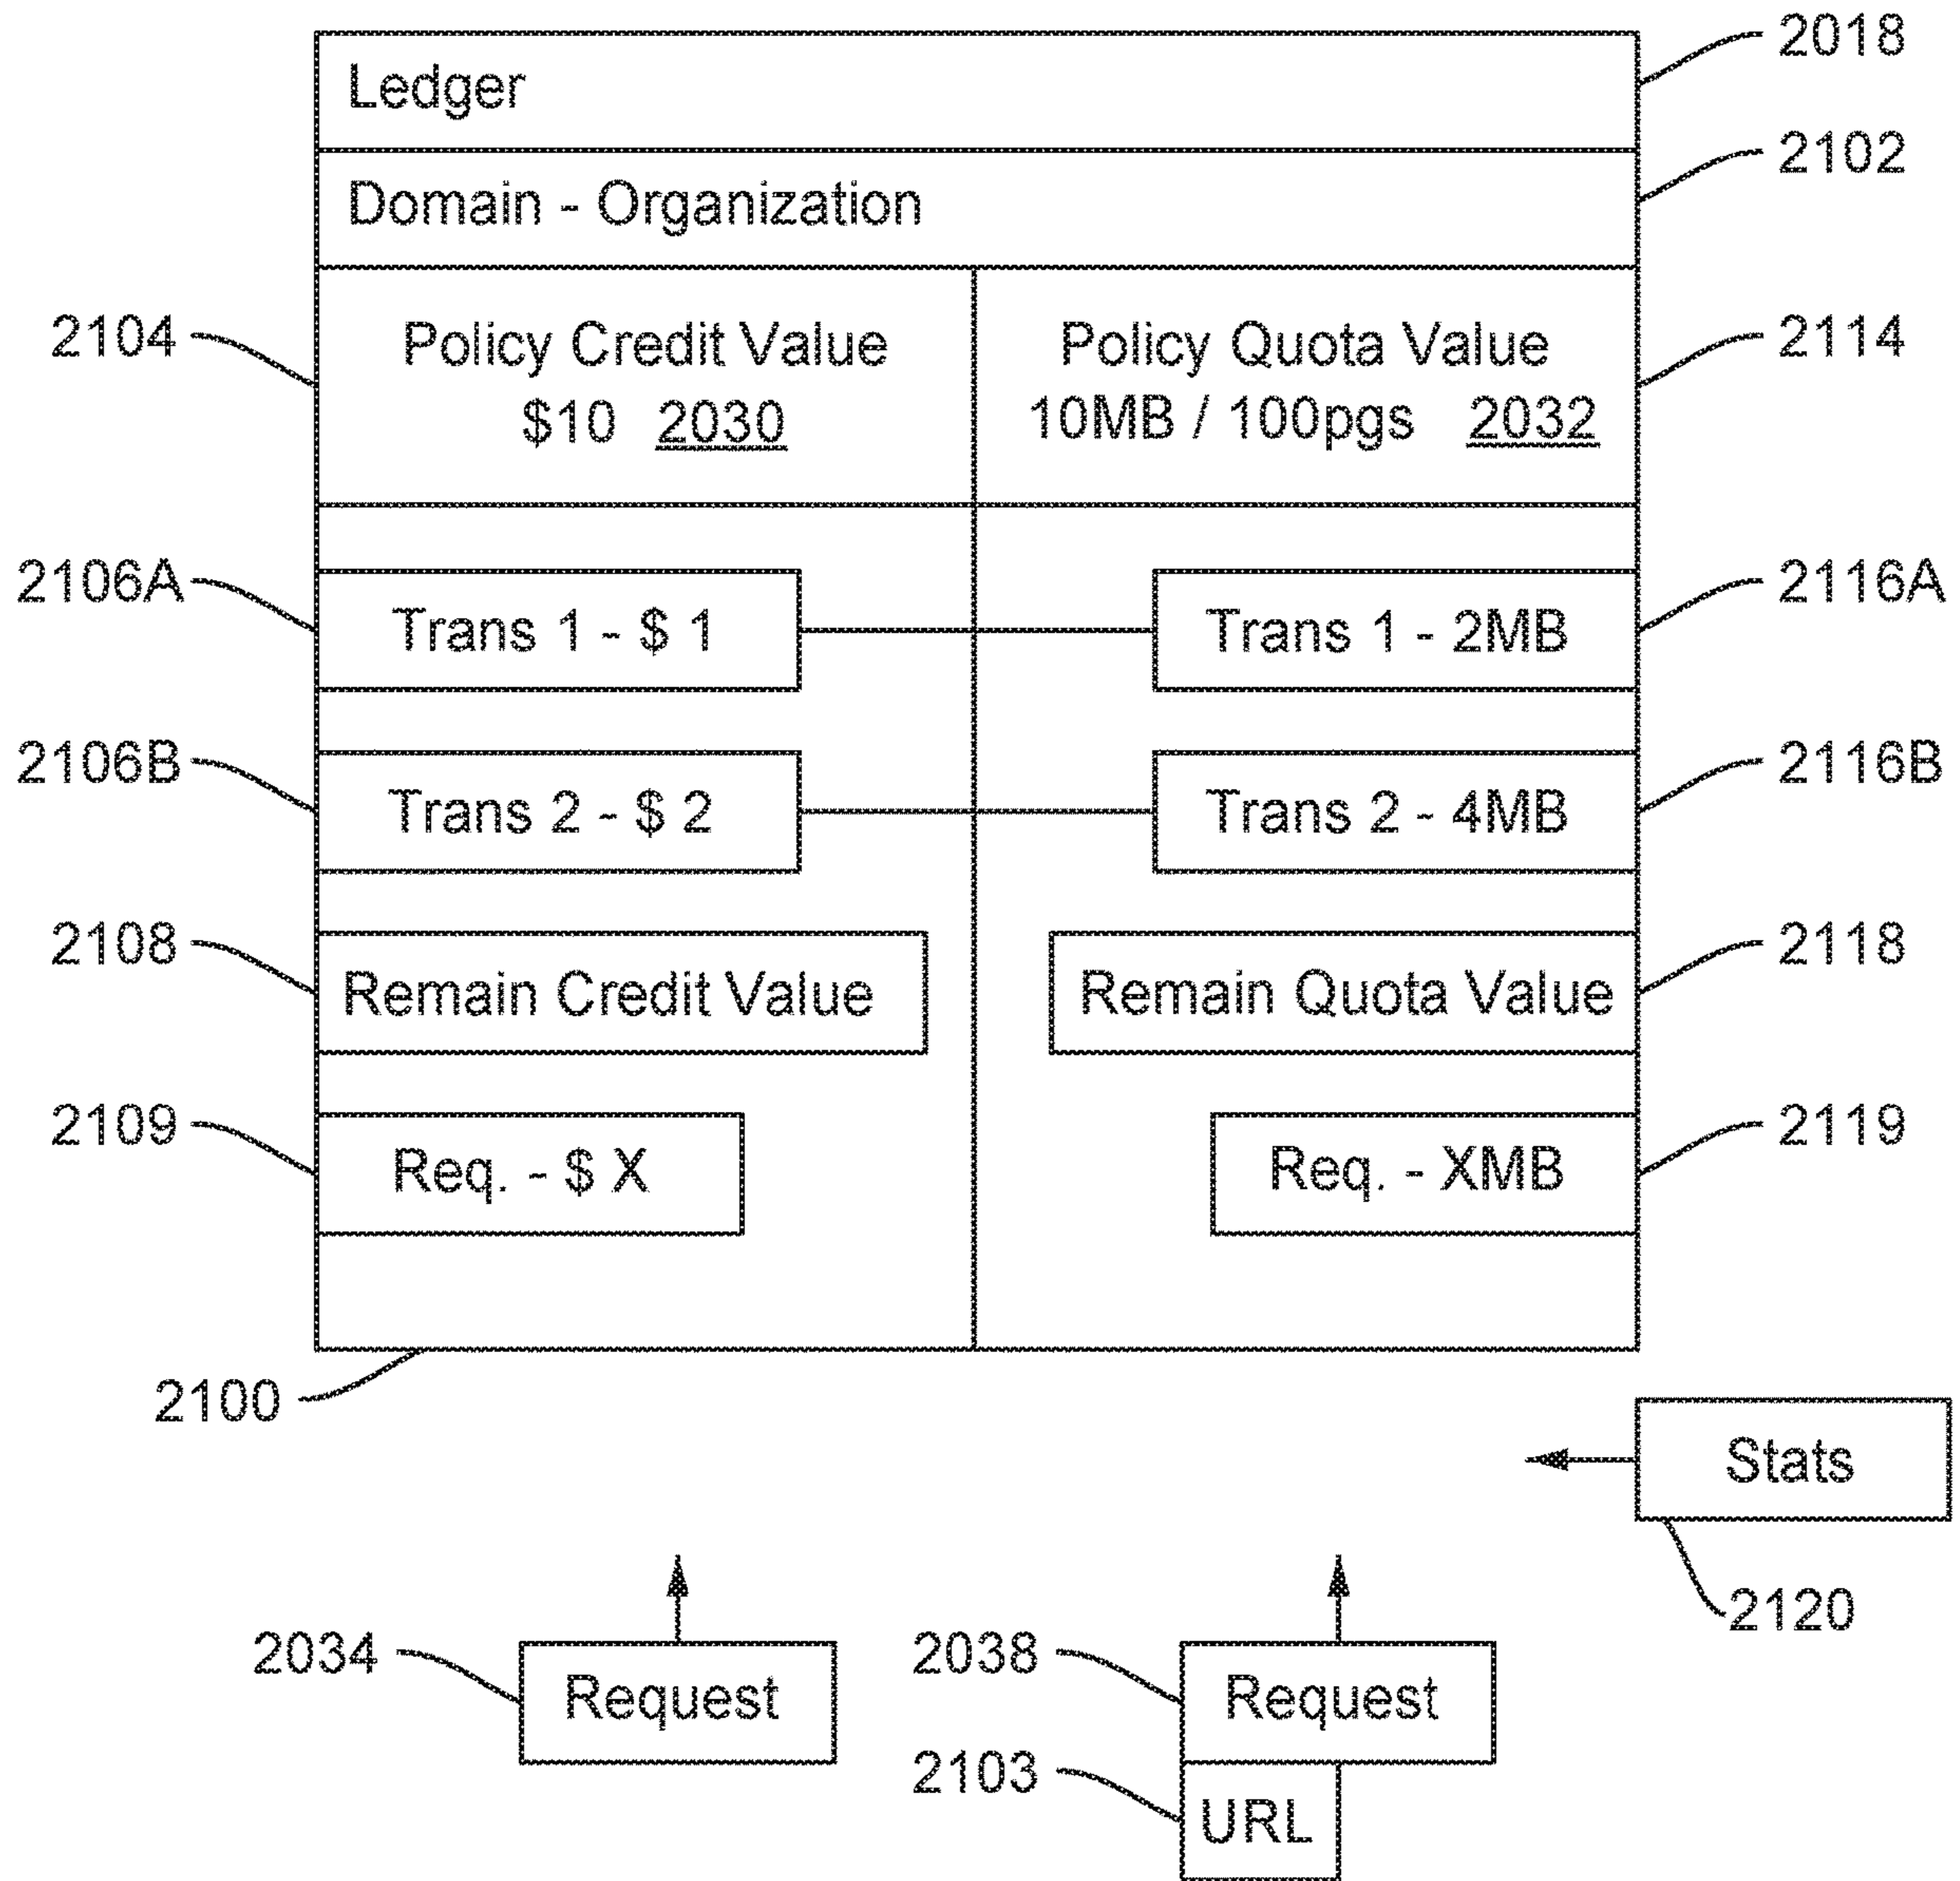 2018
Ledger
2102
Domain - Organization
2104
Policy Credit Value
$10 2030
Policy Quota Value
10MB / 100pgs 2032
2114
2106A
Trans 1 - $ 1
Trans 1 - 2MB
2116A
2106B
Trans 2 - $ 2
Trans 2 - 4MB
2116B
2108
Remain Credit Value
Remain Quota Value
2118
2109
Req. - $ X
Req. - XMB
2119
2100
Stats
2120
2034
Request
2038
Request
2103
URL